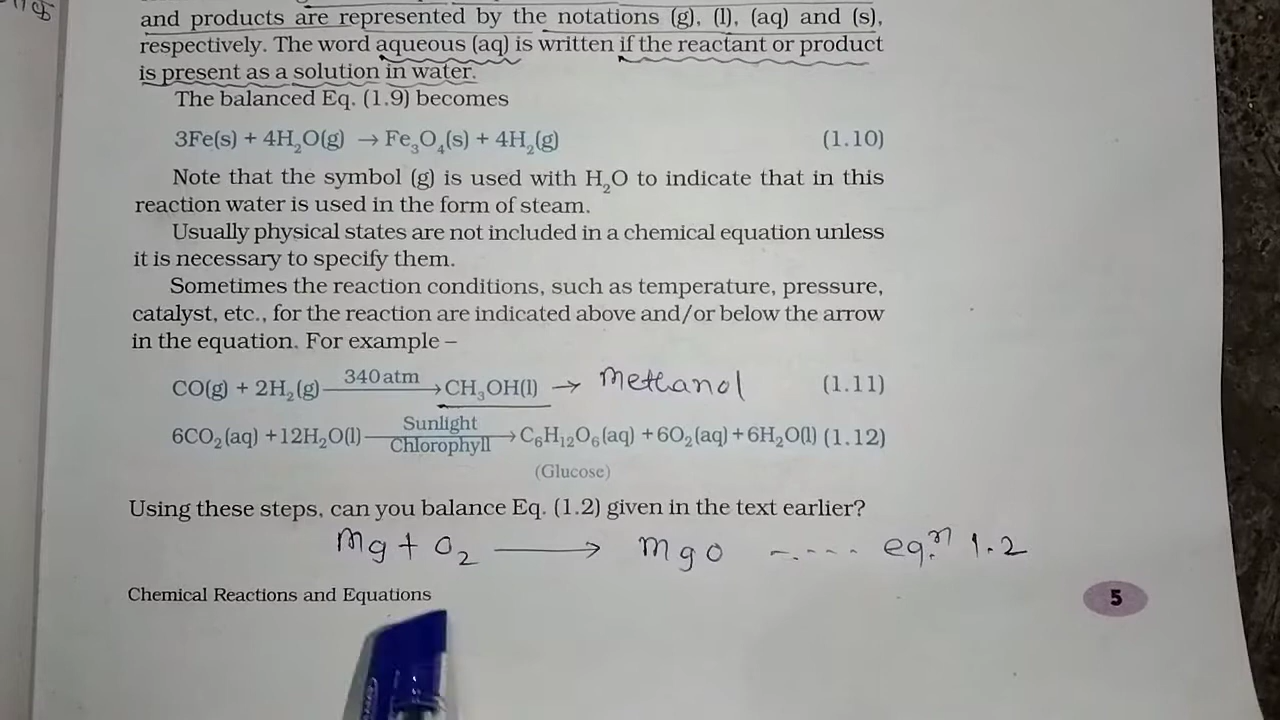 and products are represented by the notations (g), (l), (aq) and (s),
respectively. The word aqueous (aq) is written if the reactant or product
is present as a solution in water.
The balanced Eq. (1.9) becomes
3Fe(s) + 4H₂O(g) → Fe₃O₄(s) + 4H₂(g) (1.10)
Note that the symbol (g) is used with H₂O to indicate that in this
reaction water is used in the form of steam.
Usually physical states are not included in a chemical equation unless
it is necessary to specify them.
Sometimes the reaction conditions, such as temperature, pressure,
catalyst, etc., for the reaction are indicated above and/or below the arrow
in the equation. For example –
340 atm
CO(g) + 2H₂(g) → CH₃OH(l) → Methanol (1.11)
Sunlight
6CO₂(aq) +12H₂O(l) → C₆H₁₂O₆(aq) +6O₂(aq)+6H₂O(l) (1.12)
Chlorophyll
(Glucose)
Using these steps, can you balance Eq. (1.2) given in the text earlier?
Mg + O₂ → MgO ------ eq.ⁿ 1.2
Chemical Reactions and Equations
5